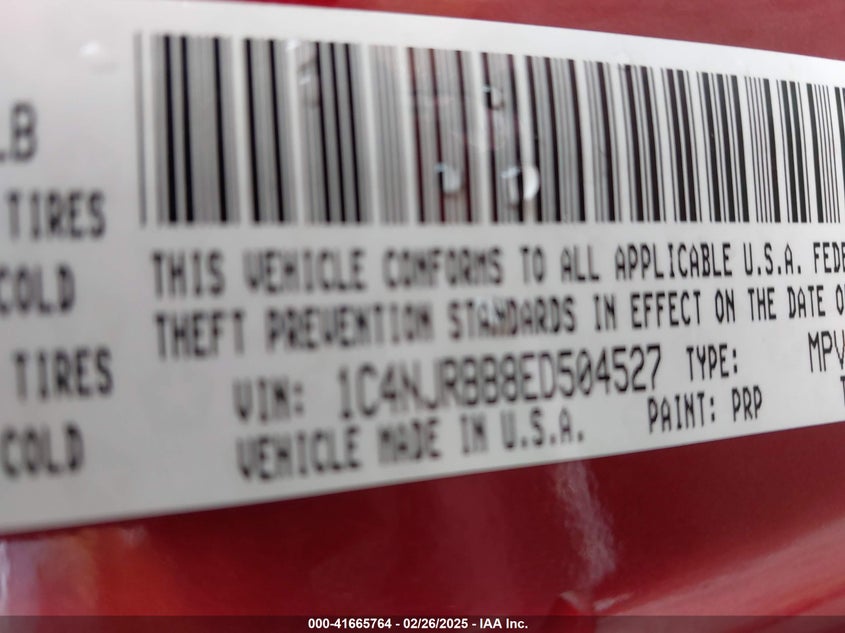 LB
TIRES
COLD
TIRES
COLD
THIS VEHICLE CONFORMS TO ALL APPLICABLE U.S.A. FEDE
THEFT PREVENTION STANDARDS IN EFFECT ON THE DATE O
VIN: 1C4NJRBB8ED504527 TYPE: MPV
VEHICLE MADE IN U.S.A. PAINT: PRP T
000-41665764 - 02/26/2025 - IAA Inc.